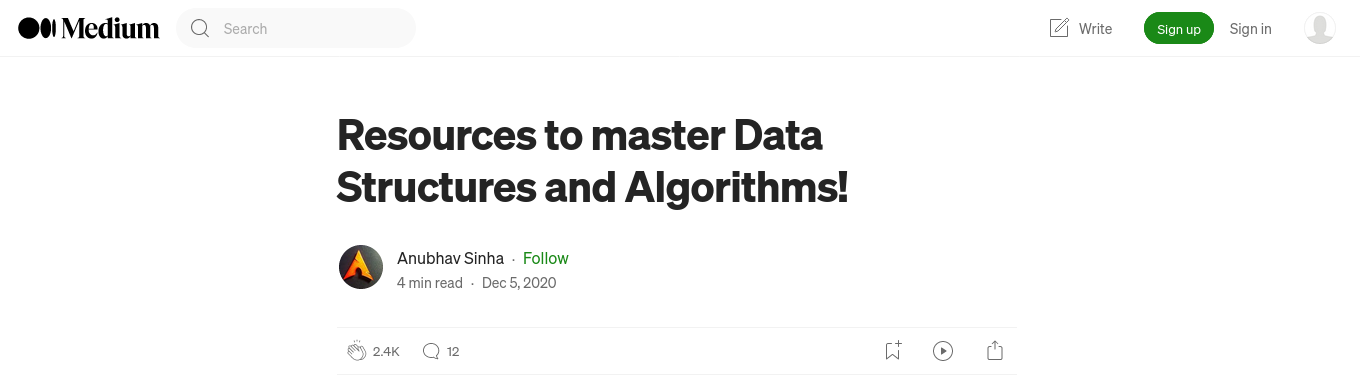 Medium
Search
Write
Sign up
Sign in
Resources to master Data
Structures and Algorithms!
Anubhav Sinha · Follow
4 min read · Dec 5, 2020
2.4K
12